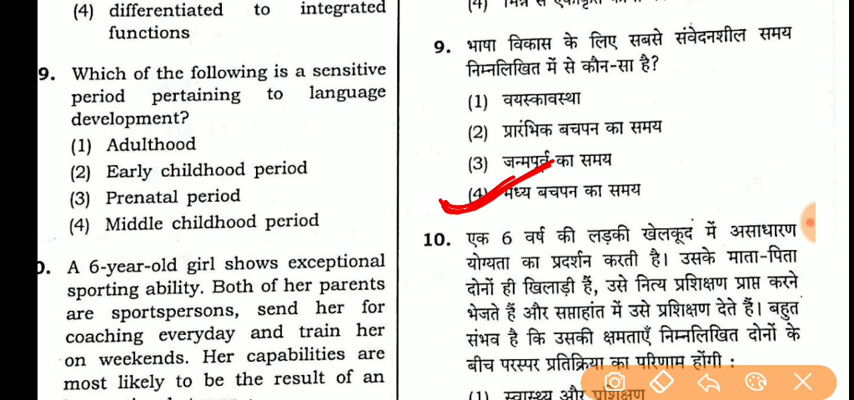 (4) differentiated to integrated
functions
9. Which of the following is a sensitive
period pertaining to language
development?
(1) Adulthood
(2) Early childhood period
(3) Prenatal period
(4) Middle childhood period
0. A 6-year-old girl shows exceptional
sporting ability. Both of her parents
are sportspersons, send her for
coaching everyday and train her
on weekends. Her capabilities are
most likely to be the result of an
(4)
9. भाषा विकास के लिए सबसे संवेदनशील समय
निम्नलिखित में से कौन-सा है?
(1) वयस्कावस्था
(2) प्रारंभिक बचपन का समय
(3) जन्मपूर्व का समय
(4) मध्य बचपन का समय
10. एक 6 वर्ष की लड़की खेलकूद में असाधारण
योग्यता का प्रदर्शन करती है। उसके माता-पिता
दोनों ही खिलाड़ी हैं, उसे नित्य प्रशिक्षण प्राप्त करने
भेजते हैं और सप्ताहांत में उसे प्रशिक्षण देते हैं। बहुत
संभव है कि उसकी क्षमताएँ निम्नलिखित दोनों के
बीच परस्पर प्रतिक्रिया का परिणाम होंगी :
(1) स्वास्थ्य और प्रशिक्षण